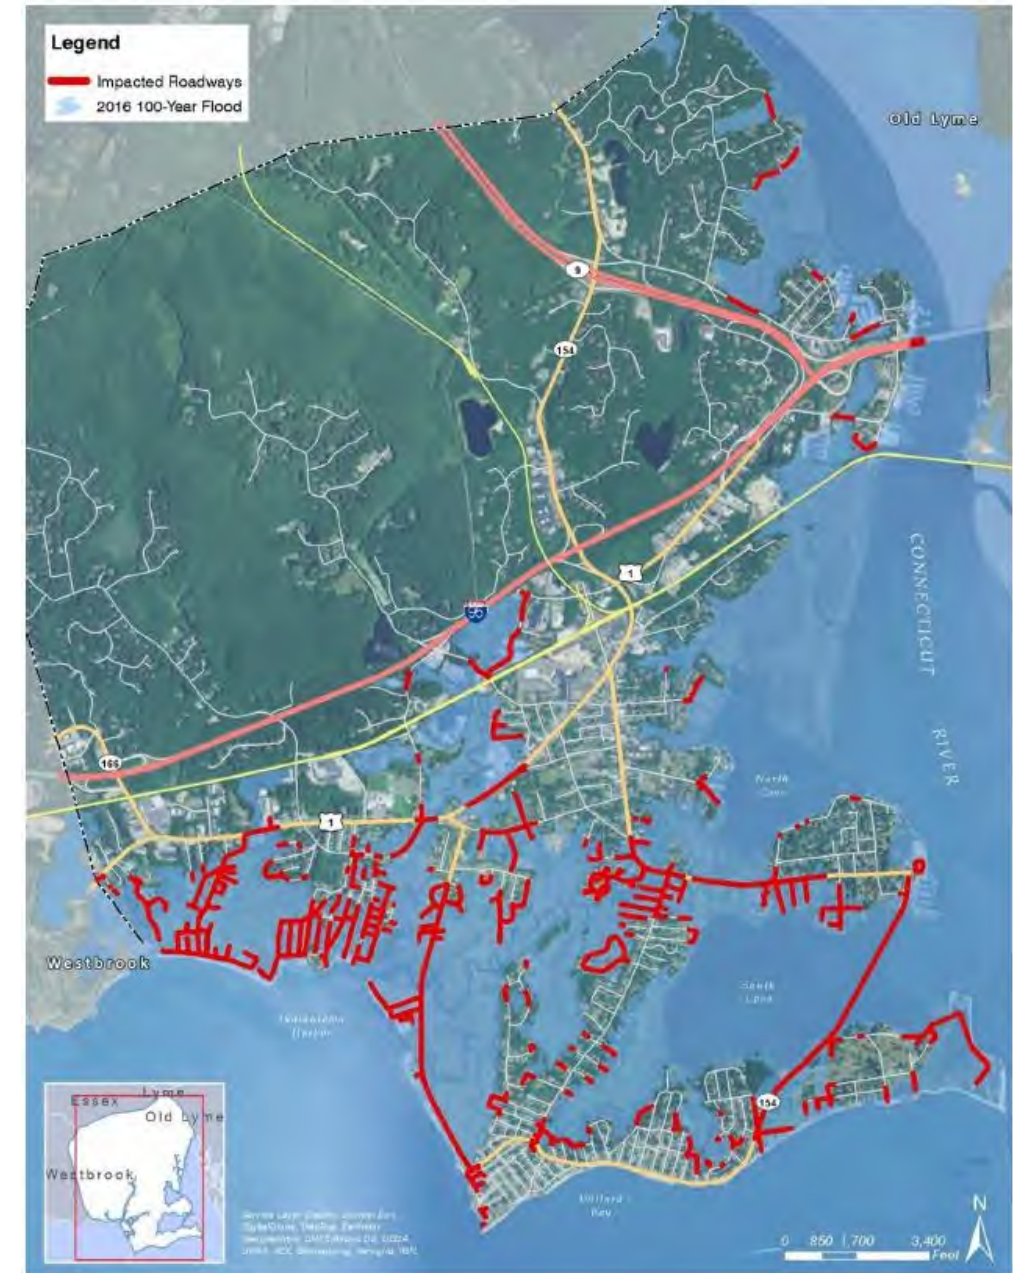 Legend
Impacted Roadways
2016 100-Year Flood
Old Lyme
9
154
CONNECTICUT
RIVER
1
95
166
1
North
Cove
Westbrook
South
Cove
Harbor
154
Essex
Lyme
Old Lyme
Westbrook
N
0 850 1,700 3,400
Feet